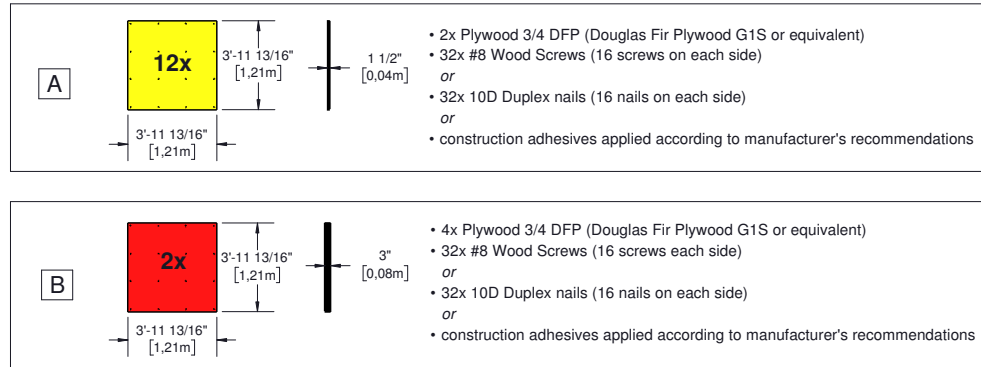 A
12x
3'-11 13/16"
[1,21m]
3'-11 13/16"
[1,21m]
1 1/2"
[0,04m]
• 2x Plywood 3/4 DFP (Douglas Fir Plywood G1S or equivalent)
• 32x #8 Wood Screws (16 screws on each side)
or
• 32x 10D Duplex nails (16 nails on each side)
or
• construction adhesives applied according to manufacturer's recommendations
B
2x
3'-11 13/16"
[1,21m]
3'-11 13/16"
[1,21m]
3"
[0,08m]
• 4x Plywood 3/4 DFP (Douglas Fir Plywood G1S or equivalent)
• 32x #8 Wood Screws (16 screws each side)
or
• 32x 10D Duplex nails (16 nails on each side)
or
• construction adhesives applied according to manufacturer's recommendations